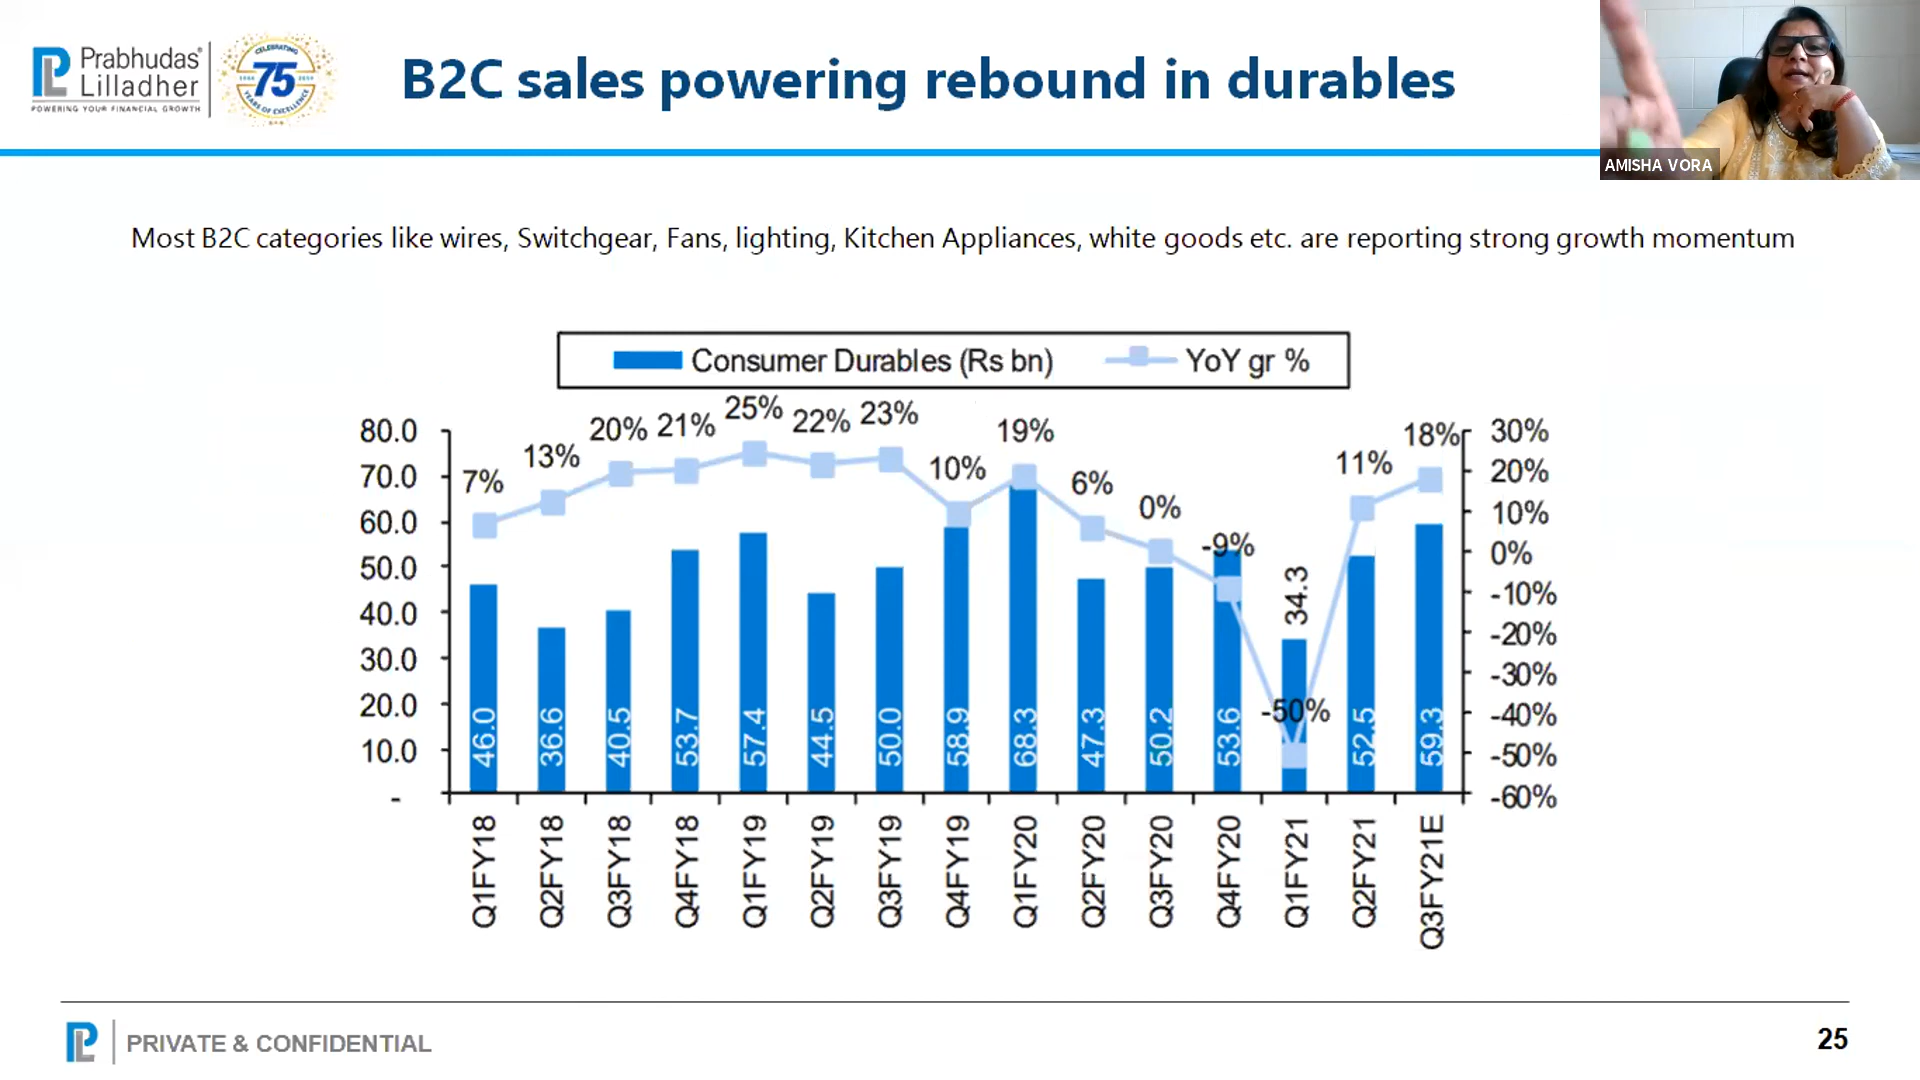 Prabhudas
Lilladher
POWERING YOUR FINANCIAL GROWTH
CELEBRATING
75
YEARS OF EXCELLENCE
B2C sales powering rebound in durables
AMISHA VORA
Most B2C categories like wires, Switchgear, Fans, lighting, Kitchen Appliances, white goods etc. are reporting strong growth momentum
Consumer Durables (Rs bn) YoY gr %
80.0
70.0
60.0
50.0
40.0
30.0
20.0
10.0
-
7% 13% 20% 21% 25% 22% 23% 10% 19% 6% 0% -9% -50% 11% 18%
46.0 36.6 40.5 53.7 57.4 44.5 50.0 58.9 68.3 47.3 50.2 53.6 34.3 52.5 59.3
30%
20%
10%
0%
-10%
-20%
-30%
-40%
-50%
-60%
Q1FY18 Q2FY18 Q3FY18 Q4FY18 Q1FY19 Q2FY19 Q3FY19 Q4FY19 Q1FY20 Q2FY20 Q3FY20 Q4FY20 Q1FY21 Q2FY21 Q3FY21E
PRIVATE & CONFIDENTIAL
25